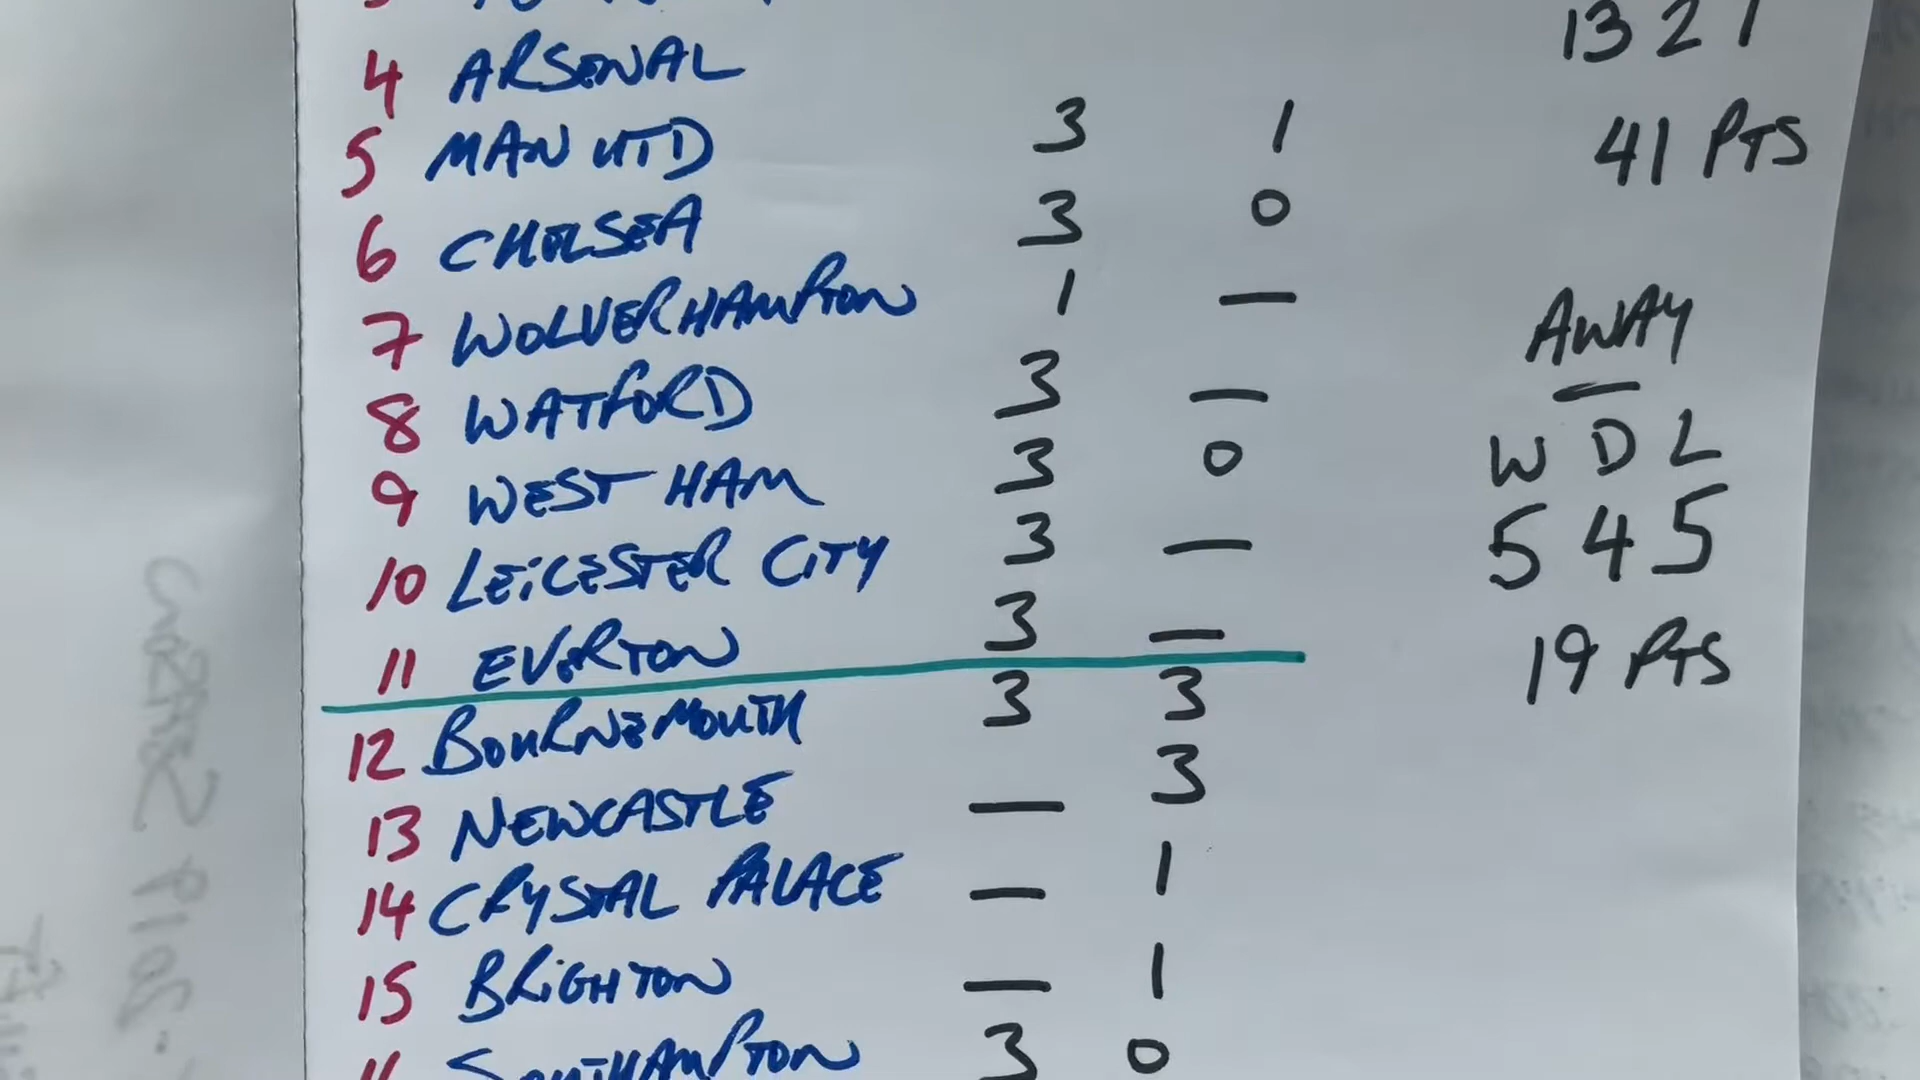 13 2 1
4 ARSENAL
5 MAN UTD 3 1
41 PTS
6 CHELSEA 3 0
7 WOLVERHAMPTON 1 —
AWAY
8 WATFORD 3 —
W D L
9 WEST HAM 3 0
5 4 5
10 LEICESTER CITY 3 —
11 EVERTON 3 —
19 PTS
12 BOURNEMOUTH 3 3
13 NEWCASTLE — 3
14 CRYSTAL PALACE — 1
15 BRIGHTON — 1
SOUTHAMPTON 3 0